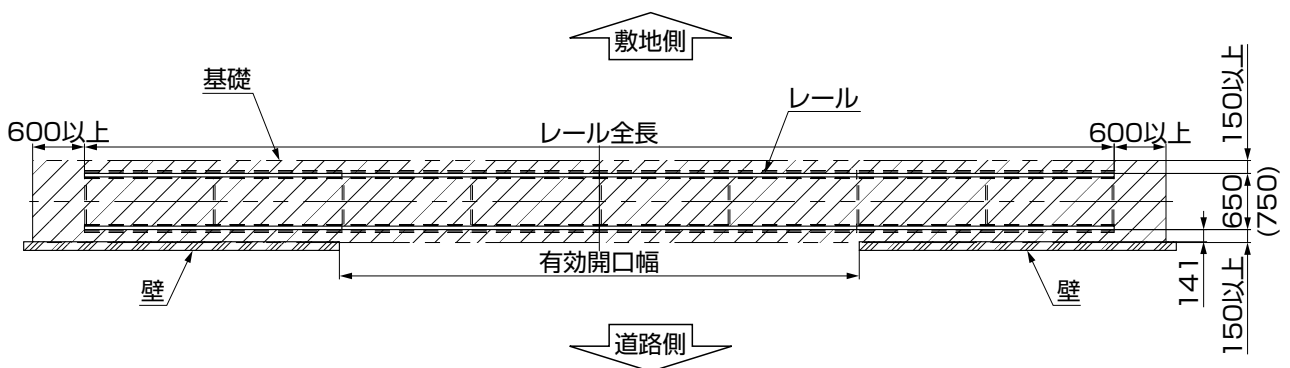 敷地側
基礎
レール
600以上
レール全長
600以上
150以上
650
(750)
有効開口幅
壁
壁
141
150以上
道路側